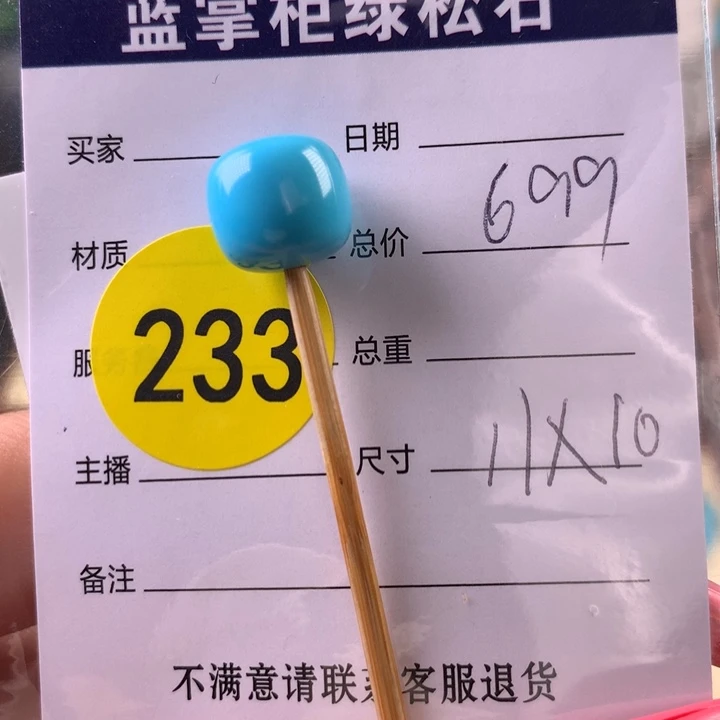 蓝掌柜绿松石
买家 日期
材质 总价 699
233
服 总重
主播 尺寸 11X10
备注
不满意请联系客服退货